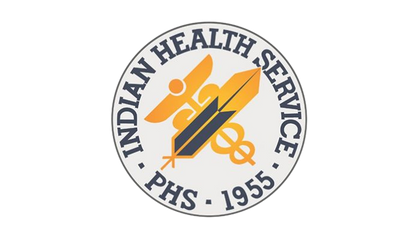 INDIAN HEALTH SERVICE
· PHS · 1955 ·